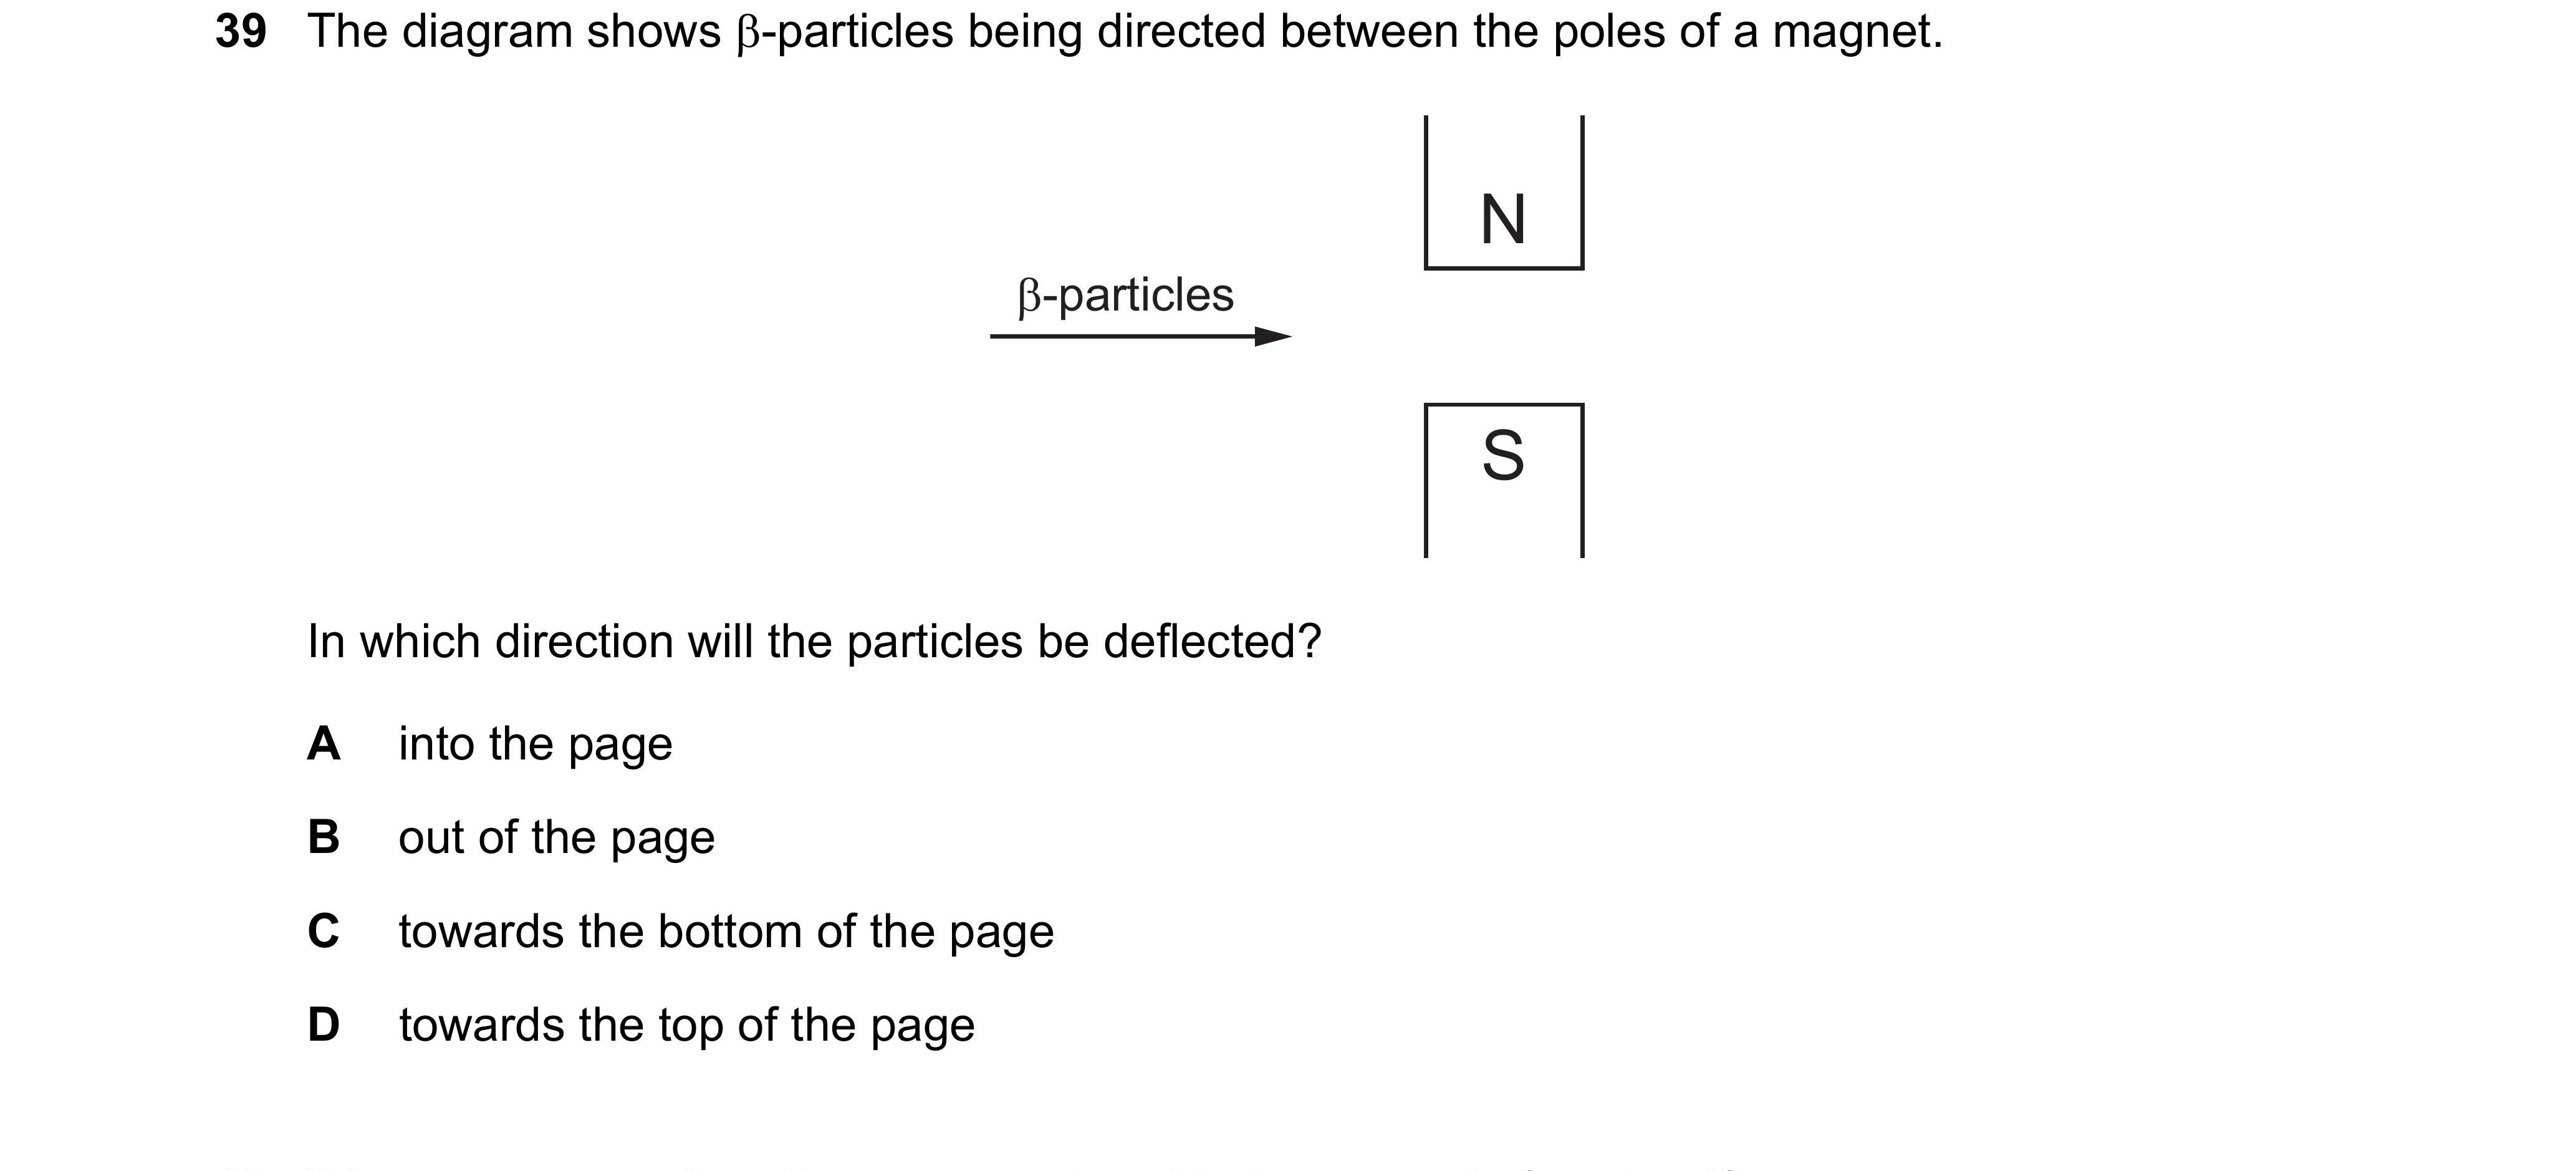 39 The diagram shows β-particles being directed between the poles of a magnet.
N
β-particles
S
In which direction will the particles be deflected?
A into the page
B out of the page
C towards the bottom of the page
D towards the top of the page